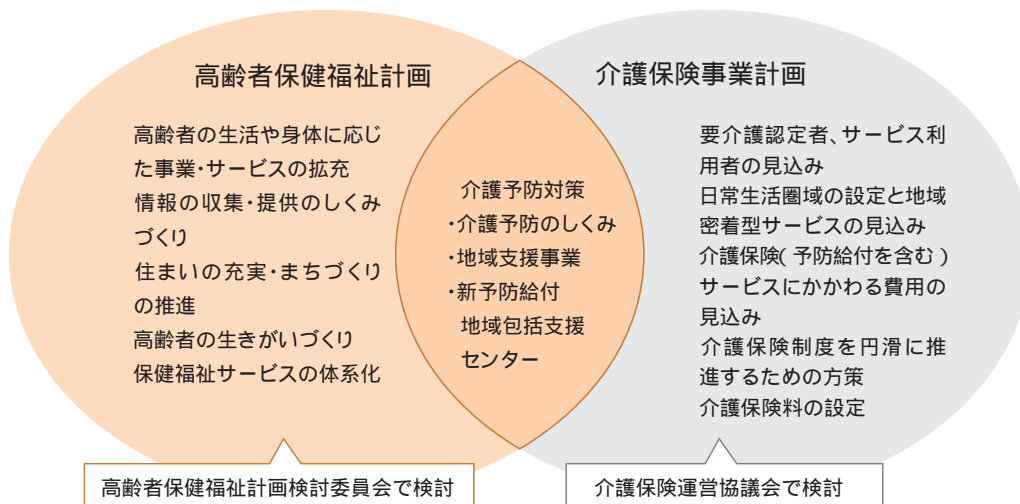 高齢者保健福祉計画
高齢者の生活や身体に応じ
た事業・サービスの拡充
情報の収集・提供のしくみ
づくり
住まいの充実・まちづくり
の推進
高齢者の生きがいづくり
保健福祉サービスの体系化
介護予防対策
・介護予防のしくみ
・地域支援事業
・新予防給付
地域包括支援
センター
介護保険事業計画
要介護認定者、サービス利
用者の見込み
日常生活圏域の設定と地域
密着型サービスの見込み
介護保険(予防給付を含む)
サービスにかかわる費用の
見込み
介護保険制度を円滑に推
進するための方策
介護保険料の設定
高齢者保健福祉計画検討委員会で検討
介護保険運営協議会で検討